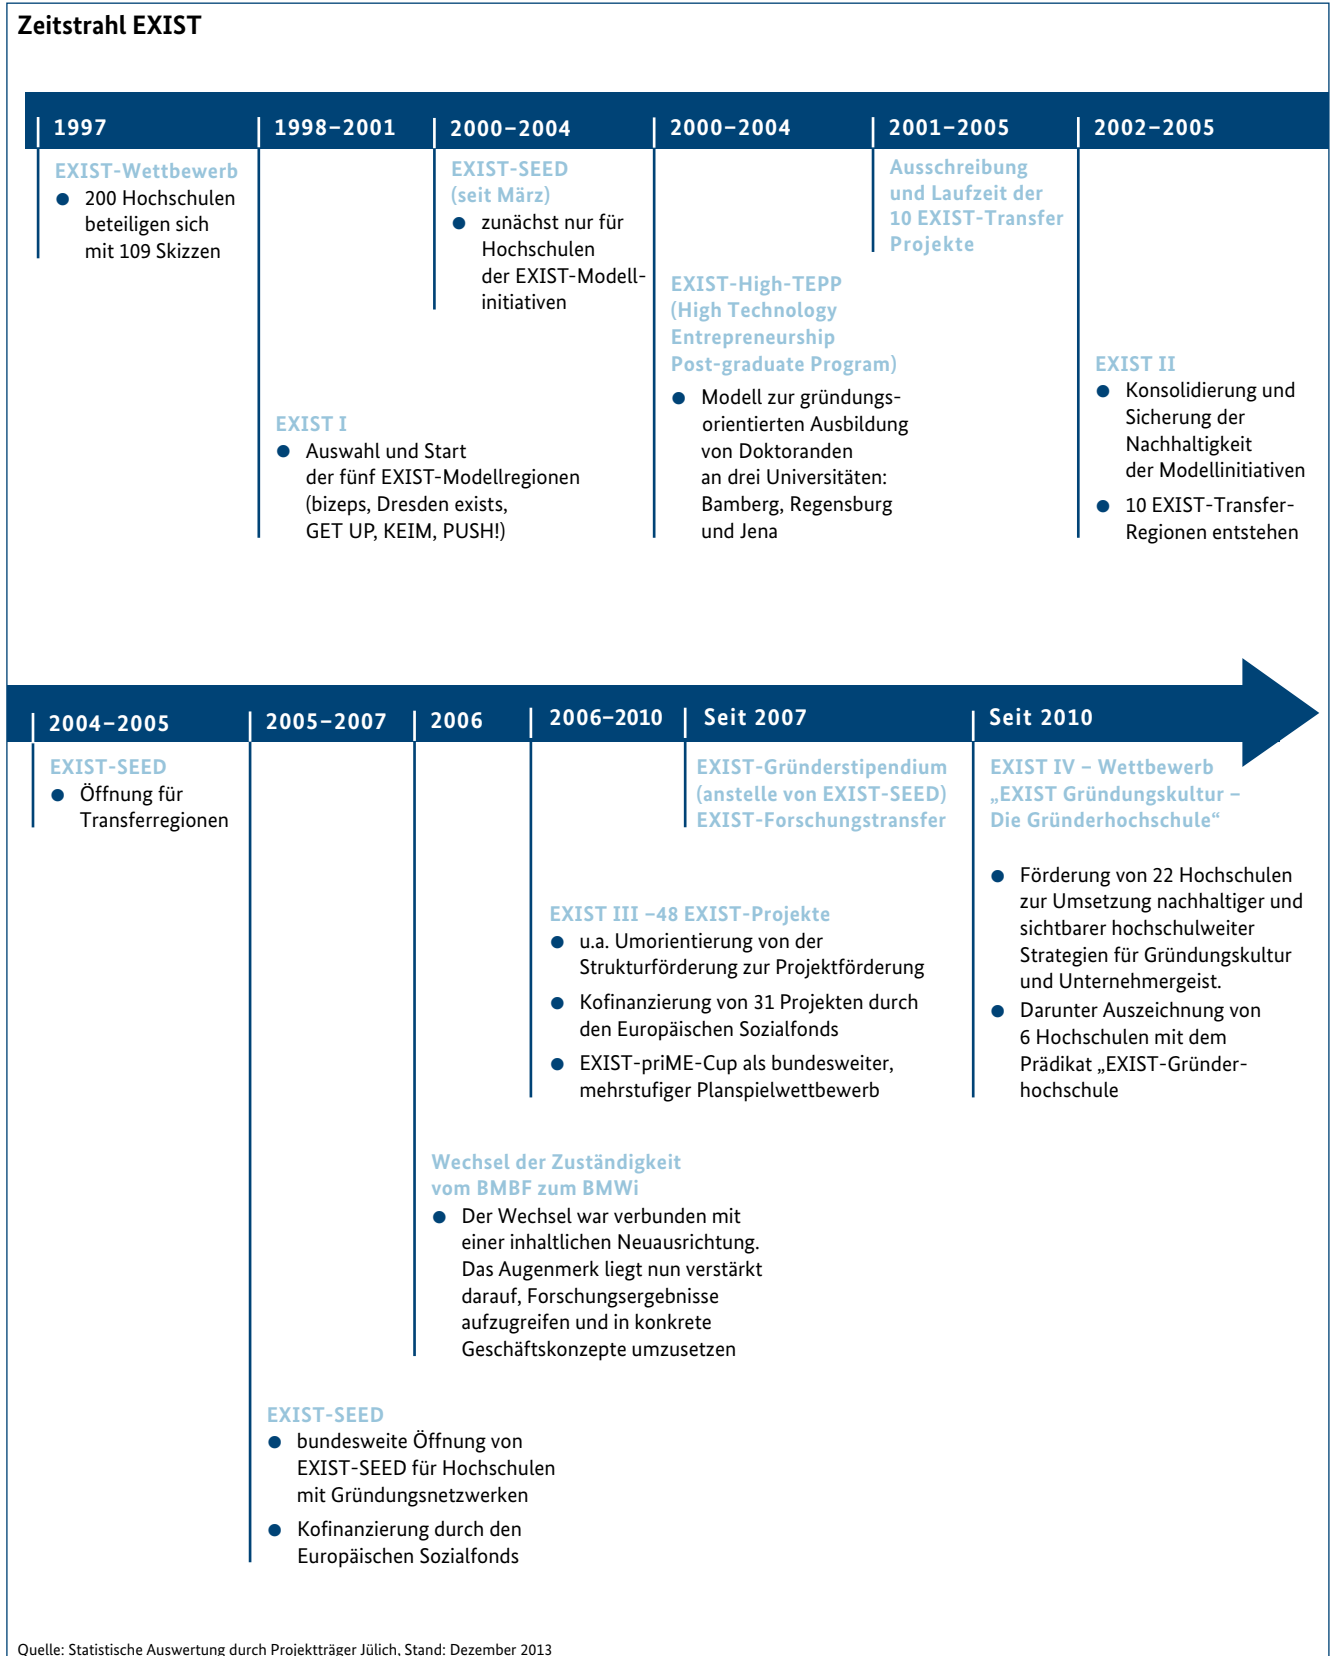 Zeitstrahl EXIST
1997
EXIST-Wettbewerb
● 200 Hochschulen
beteiligen sich
mit 109 Skizzen
1998–2001
EXIST I
● Auswahl und Start
der fünf EXIST-Modellregionen
(bizeps, Dresden exists,
GET UP, KEIM, PUSH!)
2000–2004
EXIST-SEED
(seit März)
● zunächst nur für
Hochschulen
der EXIST-Modell-
initiativen
2000–2004
EXIST-High-TEPP
(High Technology
Entrepreneurship
Post-graduate Program)
● Modell zur gründungs-
orientierten Ausbildung
von Doktoranden
an drei Universitäten:
Bamberg, Regensburg
und Jena
2001–2005
Ausschreibung
und Laufzeit der
10 EXIST-Transfer
Projekte
2002–2005
EXIST II
● Konsolidierung und
Sicherung der
Nachhaltigkeit
der Modellinitiativen
● 10 EXIST-Transfer-
Regionen entstehen
2004–2005
EXIST-SEED
● Öffnung für
Transferregionen
2005–2007
EXIST-SEED
● bundesweite Öffnung von
EXIST-SEED für Hochschulen
mit Gründungsnetzwerken
● Kofinanzierung durch den
Europäischen Sozialfonds
2006
Wechsel der Zuständigkeit
vom BMBF zum BMWi
● Der Wechsel war verbunden mit
einer inhaltlichen Neuausrichtung.
Das Augenmerk liegt nun verstärkt
darauf, Forschungsergebnisse
aufzugreifen und in konkrete
Geschäftskonzepte umzusetzen
2006–2010
EXIST III –48 EXIST-Projekte
● u.a. Umorientierung von der
Strukturförderung zur Projektförderung
● Kofinanzierung von 31 Projekten durch
den Europäischen Sozialfonds
● EXIST-priME-Cup als bundesweiter,
mehrstufiger Planspielwettbewerb
Seit 2007
EXIST-Gründerstipendium
(anstelle von EXIST-SEED)
EXIST-Forschungstransfer
Seit 2010
EXIST IV – Wettbewerb
„EXIST Gründungskultur –
Die Gründerhochschule“
● Förderung von 22 Hochschulen
zur Umsetzung nachhaltiger und
sichtbarer hochschulweiter
Strategien für Gründungskultur
und Unternehmergeist.
● Darunter Auszeichnung von
6 Hochschulen mit dem
Prädikat „EXIST-Gründer-
hochschule
Quelle: Statistische Auswertung durch Projektträger Jülich, Stand: Dezember 2013